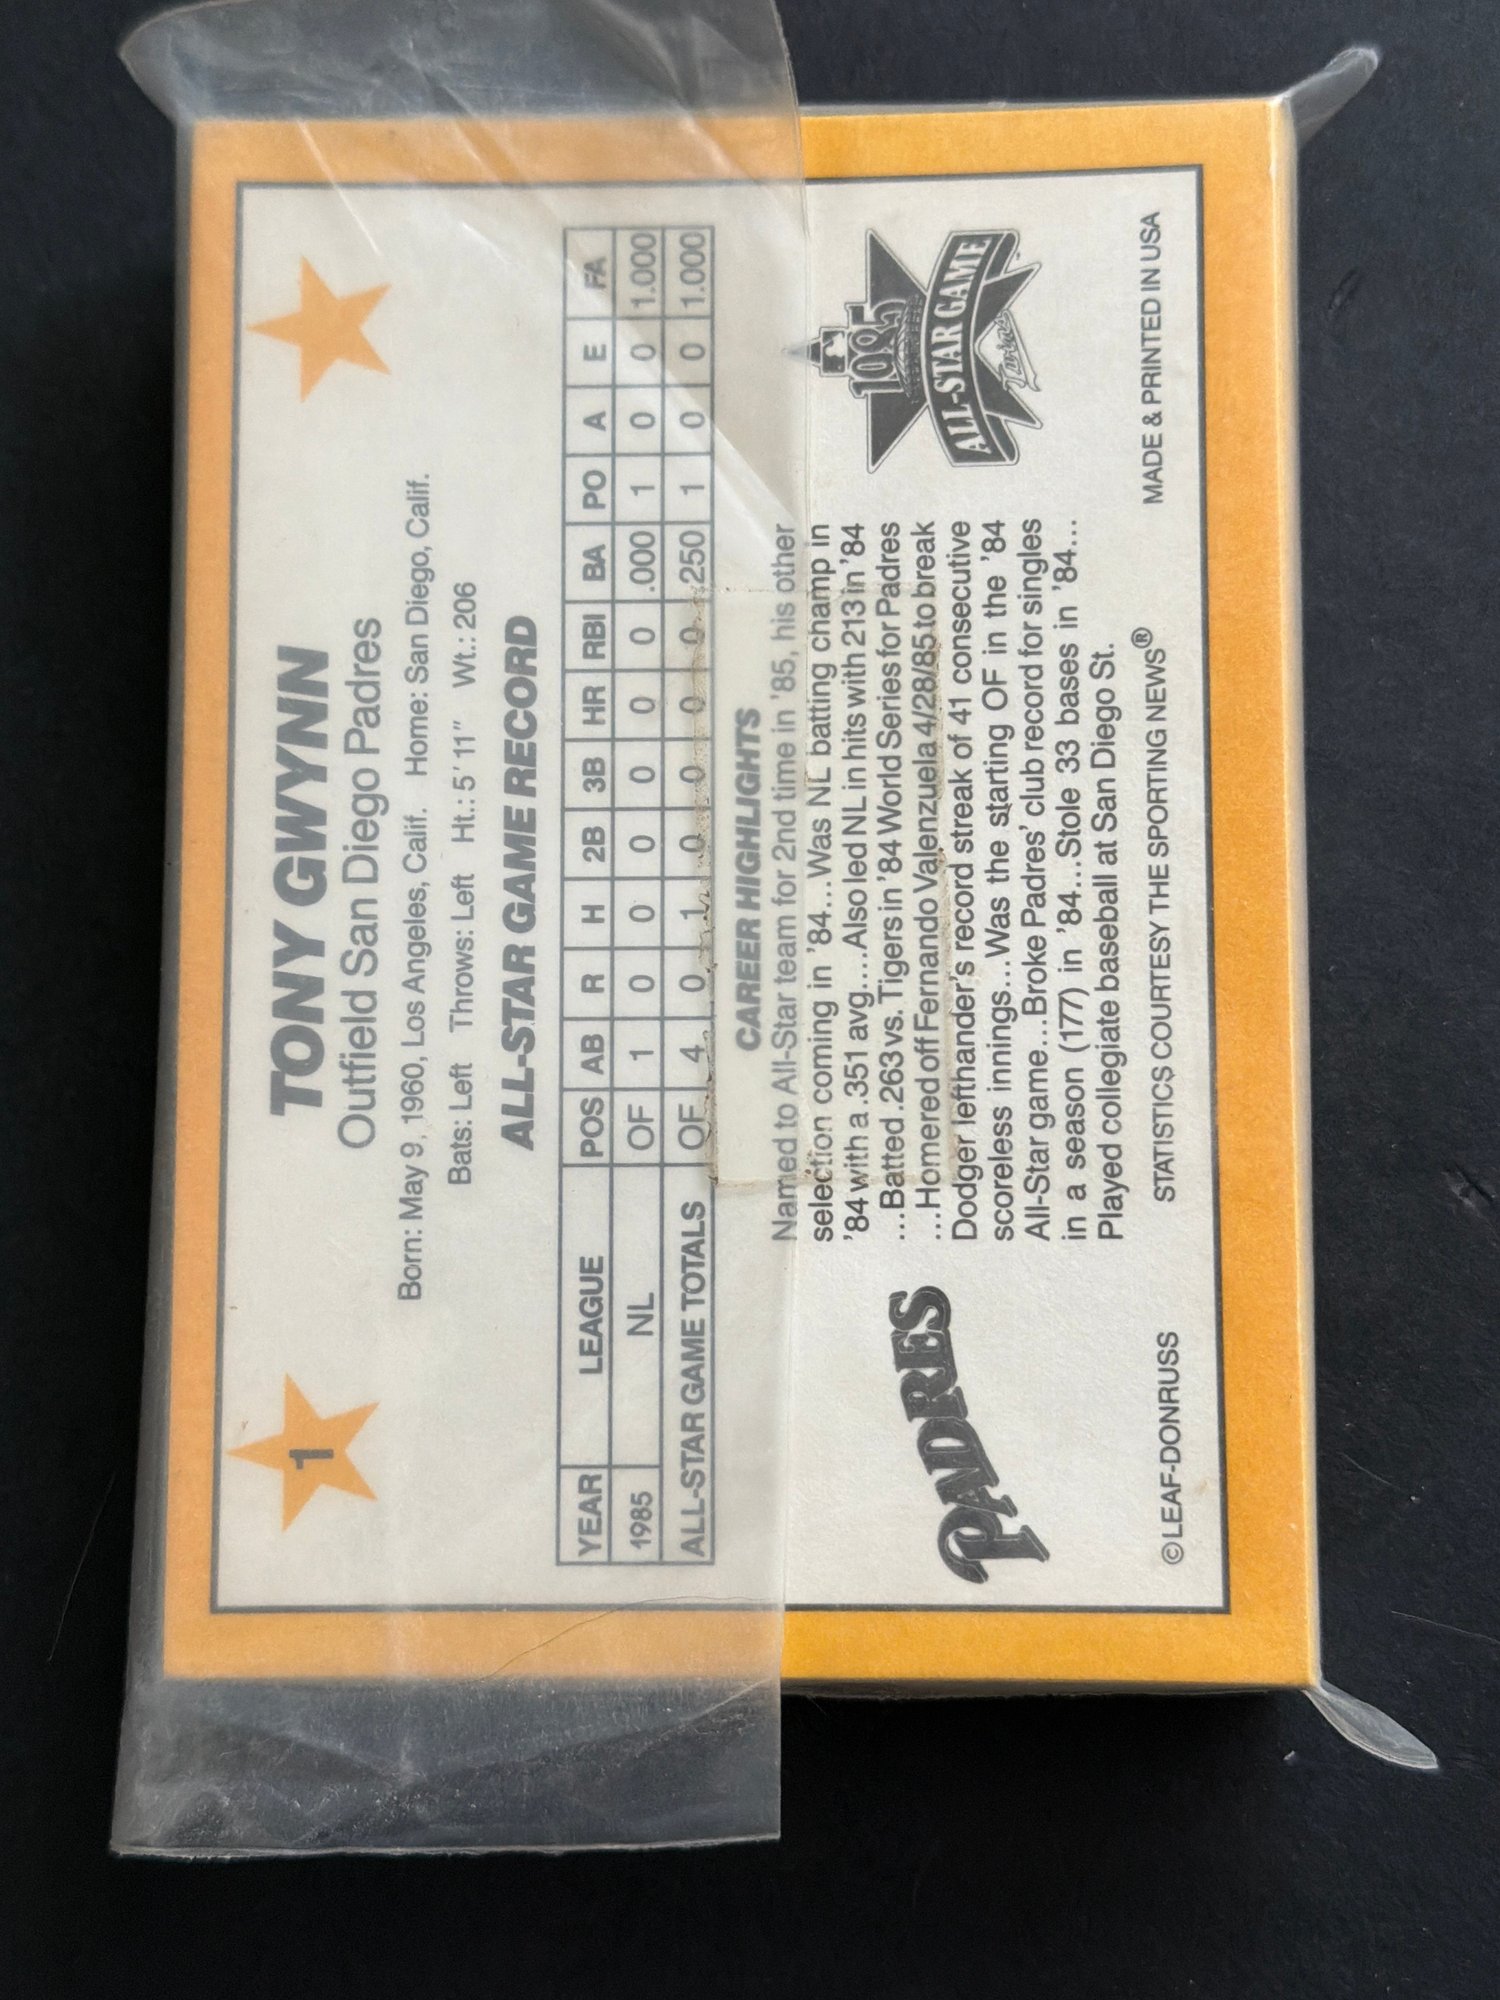 1
TONY GWYNN
Outfield San Diego Padres
Born: May 9, 1960, Los Angeles, Calif. Home: San Diego, Calif.
Bats: Left Throws: Left Ht.: 5' 11" Wt.: 206
ALL-STAR GAME RECORD
YEAR LEAGUE POS AB R H 2B 3B HR RBI BA PO A E FA
1985 NL OF 1 0 0 0 0 0 0 .000 1 0 0 1.000
ALL-STAR GAME TOTALS OF 4 0 1 0 0 0 0 .250 1 0 0 1.000
CAREER HIGHLIGHTS
Named to All-Star team for 2nd time in '85, his other
selection coming in '84...Was NL batting champ in
'84 with a .351 avg....Also led NL in hits with 213 in '84
...Batted .263 vs. Tigers in '84 World Series for Padres
...Homered off Fernando Valenzuela 4/28/85 to break
Dodger lefthander's record streak of 41 consecutive
scoreless innings...Was the starting OF in the '84
All-Star game...Broke Padres' club record for singles
in a season (177) in '84...Stole 33 bases in '84...
Played collegiate baseball at San Diego St.
PADRES
1985
ALL-STAR GAME
Twins
STATISTICS COURTESY THE SPORTING NEWS®
© LEAF-DONRUSS
MADE & PRINTED IN USA